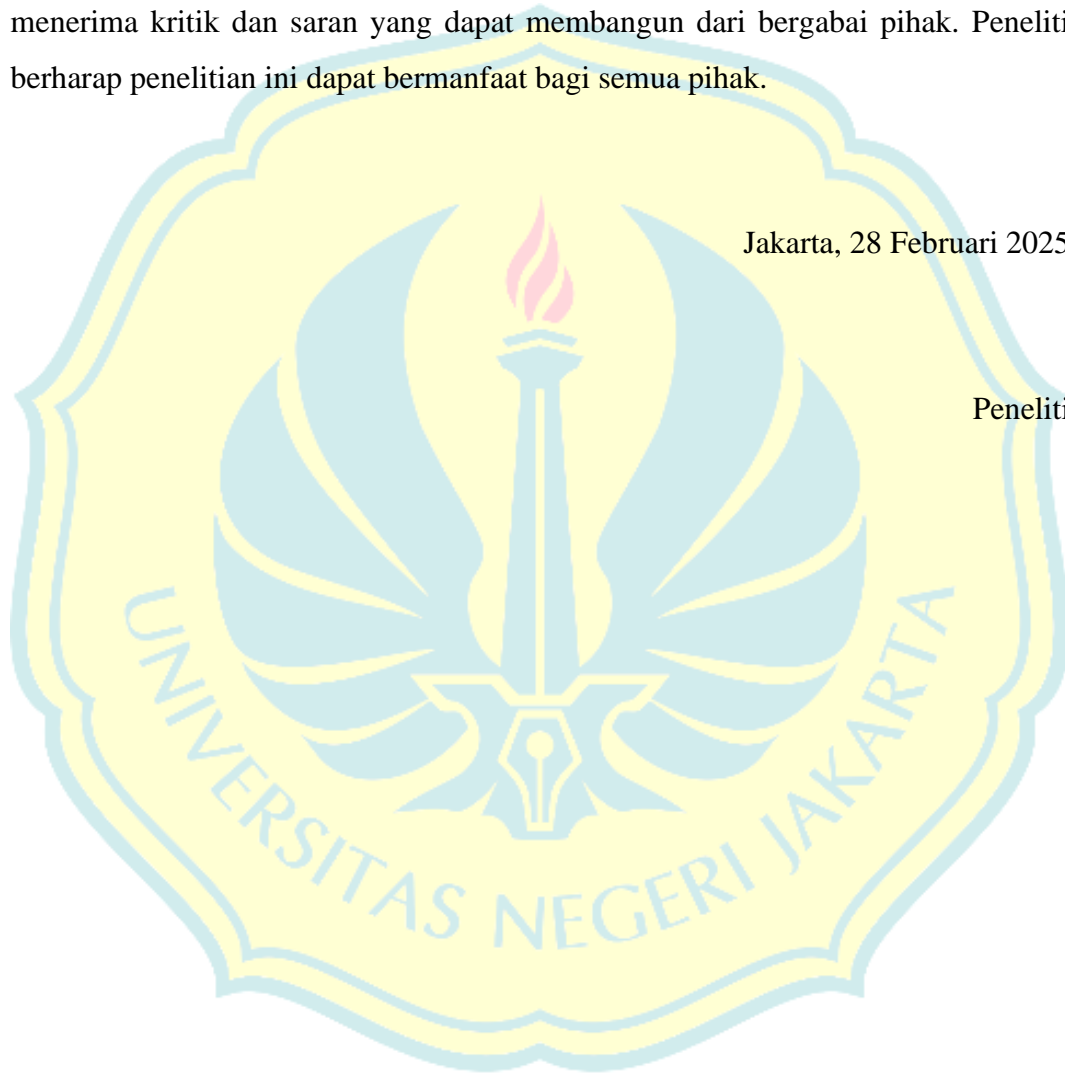 menerima kritik dan saran yang dapat membangun dari bergabai pihak. Peneliti
berharap penelitian ini dapat bermanfaat bagi semua pihak.
Jakarta, 28 Februari 2025
Peneliti
UNIVERSITAS NEGERI JAKARTA